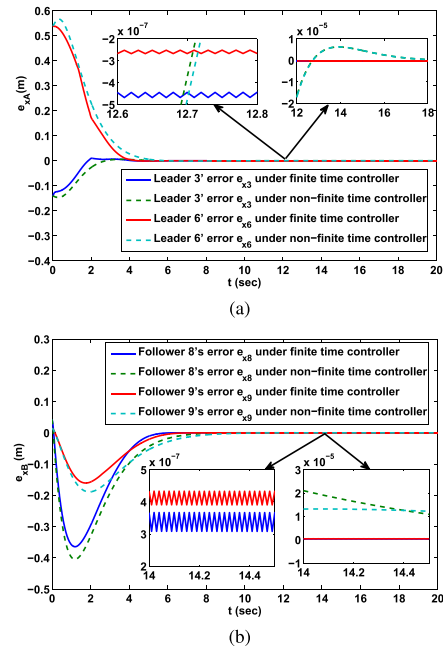 x 10⁻⁷
-2
-3
-4
-5
12.6
12.7
12.8
x 10⁻⁵
1
0
-1
-2
12
14
16
18
0.6
0.5
0.4
0.3
0.2
0.1
0
-0.1
-0.2
-0.3
-0.4
e_xA(m)
Leader 3' error e_x3 under finite time controller
Leader 3' error e_x3 under non-finite time controller
Leader 6' error e_x6 under finite time controller
Leader 6' error e_x6 under non-finite time controller
0 2 4 6 8 10 12 14 16 18 20
t (sec)
(a)
0.3
0.2
0.1
0
-0.1
-0.2
-0.3
-0.4
-0.5
e_xB (m)
Follower 8's error e_x8 under finite time controller
Follower 8's error e_x8 under non-finite time controller
Follower 9's error e_x9 under finite time controller
Follower 9's error e_x9 under non-finite time controller
x 10⁻⁷
5
4
3
2
14
14.2
14.4
x 10⁻⁵
3
2
1
0
-1
14
14.2
14.4
0 2 4 6 8 10 12 14 16 18 20
t (sec)
(b)